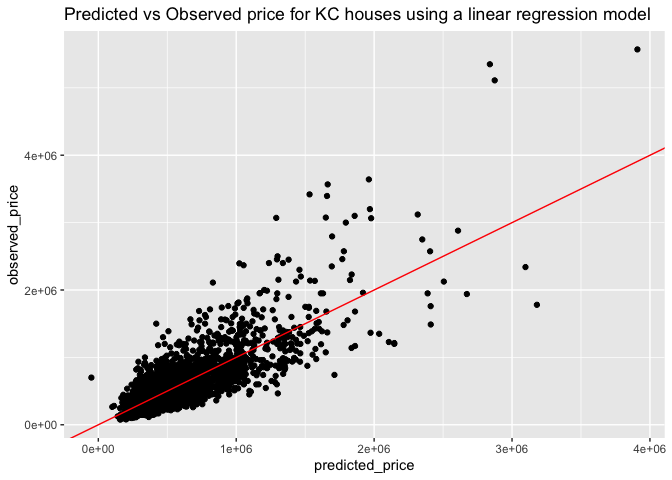 Predicted vs Observed price for KC houses using a linear regression model
observed_price
4e+06
2e+06
0e+00
0e+00 1e+06 2e+06 3e+06 4e+06
predicted_price